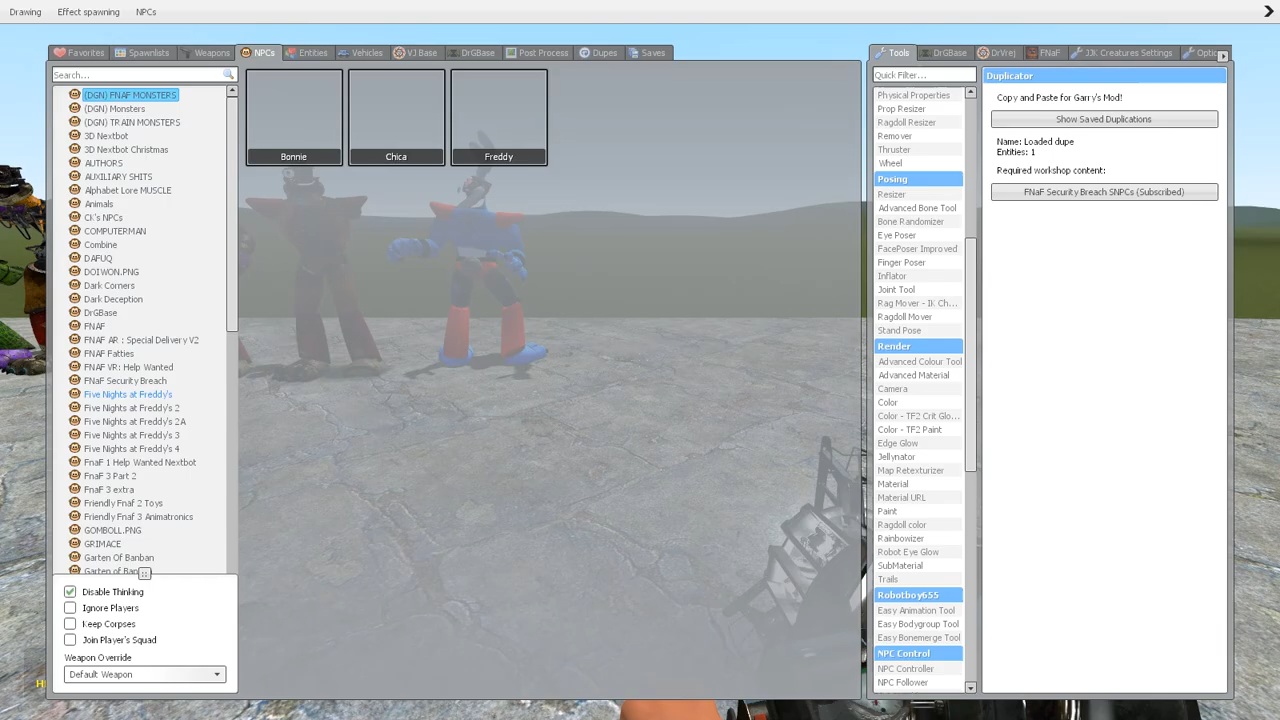 Drawing Effect spawning NPCs
Favorites Spawnlists Weapons NPCs Entities Vehicles VJ Base DrGBase Post Process Dupes Saves
Search...
(DGN) FNAF MONSTERS
(DGN) Monsters
(DGN) TRAIN MONSTERS
3D Nextbot
3D Nextbot Christmas
AUTHORS
AUXILIARY SHITS
Alphabet Lore MUSCLE
Animals
Ck's NPCs
COMPUTERMAN
Combine
DAFUQ
DOIWON.PNG
Dark Corners
Dark Deception
DrGBase
FNAF
FNAF AR : Special Delivery V2
FNAF Fatties
FNAF VR: Help Wanted
FNaF Security Breach
Five Nights at Freddy's
Five Nights at Freddy's 2
Five Nights at Freddy's 2A
Five Nights at Freddy's 3
Five Nights at Freddy's 4
FnaF 1 Help Wanted Nextbot
FnaF 3 Part 2
FnaF 3 extra
Friendly Fnaf 2 Toys
Friendly Fnaf 3 Animatronics
GOMBOLL.PNG
GRIMACE
Garten Of Banban
Garten of Ban
Disable Thinking
Ignore Players
Keep Corpses
Join Player's Squad
Weapon Override
Default Weapon
Bonnie Chica Freddy
Tools DrGBase DrVrej FNaF JJK Creatures Settings Optic
Quick Filter...
Physical Properties
Prop Resizer
Ragdoll Resizer
Remover
Thruster
Wheel
Posing
Resizer
Advanced Bone Tool
Bone Randomizer
Eye Poser
FacePoser Improved
Finger Poser
Inflator
Joint Tool
Rag Mover - IK Ch...
Ragdoll Mover
Stand Pose
Render
Advanced Colour Tool
Advanced Material
Camera
Color
Color - TF2 Crit Glo...
Color - TF2 Paint
Edge Glow
Jellynator
Map Retexturizer
Material
Material URL
Paint
Ragdoll color
Rainbowizer
Robot Eye Glow
SubMaterial
Trails
Robotboy655
Easy Animation Tool
Easy Bodygroup Tool
Easy Bonemerge Tool
NPC Control
NPC Controller
NPC Follower
Duplicator
Copy and Paste for Garry's Mod!
Show Saved Duplications
Name: Loaded dupe
Entities: 1
Required workshop content:
FNaF Security Breach SNPCs (Subscribed)